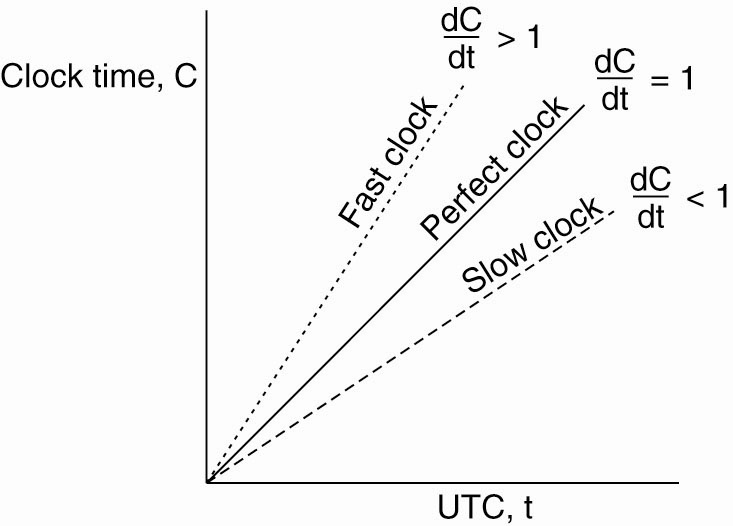 dC
dt > 1
Clock time, C
dC
dt = 1
Fast clock
Perfect clock
dC
dt < 1
Slow clock
UTC, t